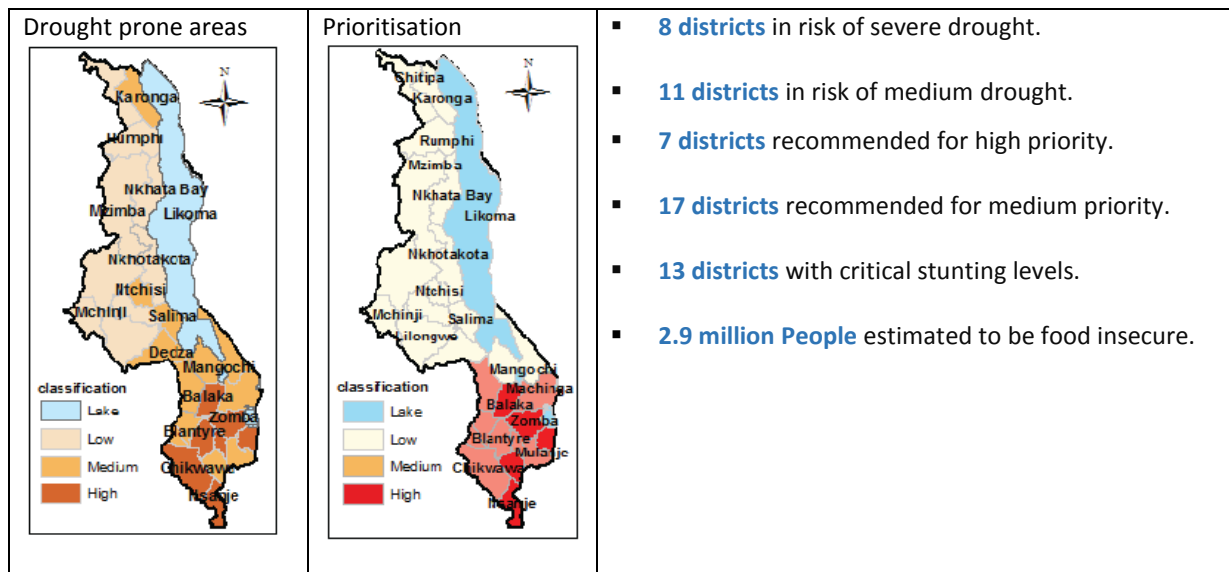 Drought prone areas
N
Karonga
Humphi
Nkhata Bay
Mzimba
Likoma
Nkhotakota
Ntchisi
Mchinji
Salima
Dedza
Mangochi
Balaka
Zomba
Blantyre
Chikwawa
Nsanje
classification
Lake
Low
Medium
High
Prioritisation
N
Chitipa
Karonga
Rumphi
Mzimba
Nkhata Bay
Likoma
Nkhotakota
Ntchisi
Mchinji
Salima
Lilongwe
Mangochi
Machinga
Balaka
Zomba
Blantyre
Mulanje
Chikwawa
Nsanje
classification
Lake
Low
Medium
High
▪ 8 districts in risk of severe drought.
▪ 11 districts in risk of medium drought.
▪ 7 districts recommended for high priority.
▪ 17 districts recommended for medium priority.
▪ 13 districts with critical stunting levels.
▪ 2.9 million People estimated to be food insecure.